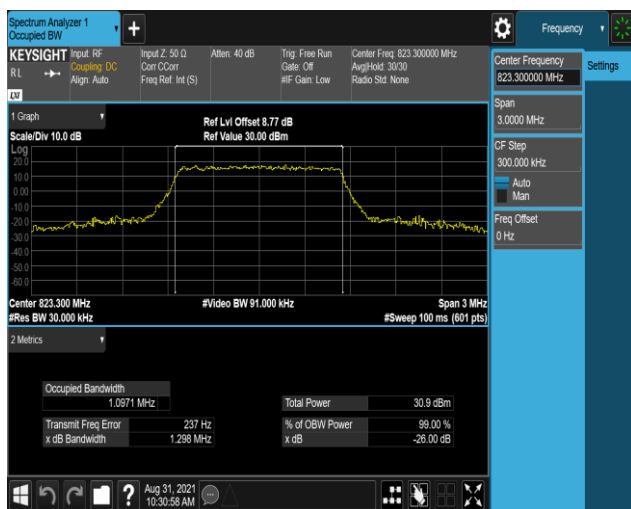 Spectrum Analyzer 1
Occupied BW
+
Frequency
KEYSIGHT
RL
LXI
Input: RF
Coupling: DC
Align: Auto
Input Z: 50 Ω
Corr CCorr
Freq Ref: Int (S)
Atten: 40 dB
Trig: Free Run
Gate: Off
#IF Gain: Low
Center Freq: 823.300000 MHz
Avg|Hold: 30/30
Radio Std: None
Center Frequency
823.300000 MHz
Settings
Span
3.0000 MHz
CF Step
300.000 kHz
Auto
Man
Freq Offset
0 Hz
1 Graph
Scale/Div 10.0 dB
Ref Lvl Offset 8.77 dB
Ref Value 30.00 dBm
Log
20.0
10.0
0.00
-10.0
-20.0
-30.0
-40.0
-50.0
-60.0
Center 823.300 MHz
#Video BW 91.000 kHz
Span 3 MHz
#Res BW 30.000 kHz
#Sweep 100 ms (601 pts)
2 Metrics
Occupied Bandwidth
1.0971 MHz
Total Power 30.9 dBm
Transmit Freq Error 237 Hz
% of OBW Power 99.00 %
x dB Bandwidth 1.298 MHz
x dB -26.00 dB
?
Aug 31, 2021
10:30:58 AM